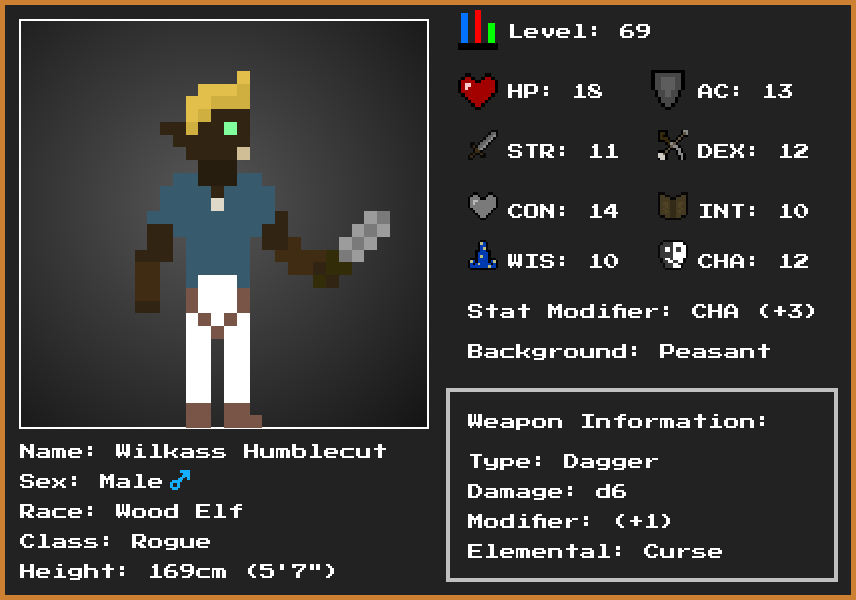 Level: 69
HP: 18 AC: 13
STR: 11 DEX: 12
CON: 14 INT: 10
WIS: 10 CHA: 12
Stat Modifier: CHA (+3)
Background: Peasant
Weapon Information:
Type: Dagger
Damage: d6
Modifier: (+1)
Elemental: Curse
Name: Wilkass Humblecut
Sex: Male ♂
Race: Wood Elf
Class: Rogue
Height: 169cm (5'7")